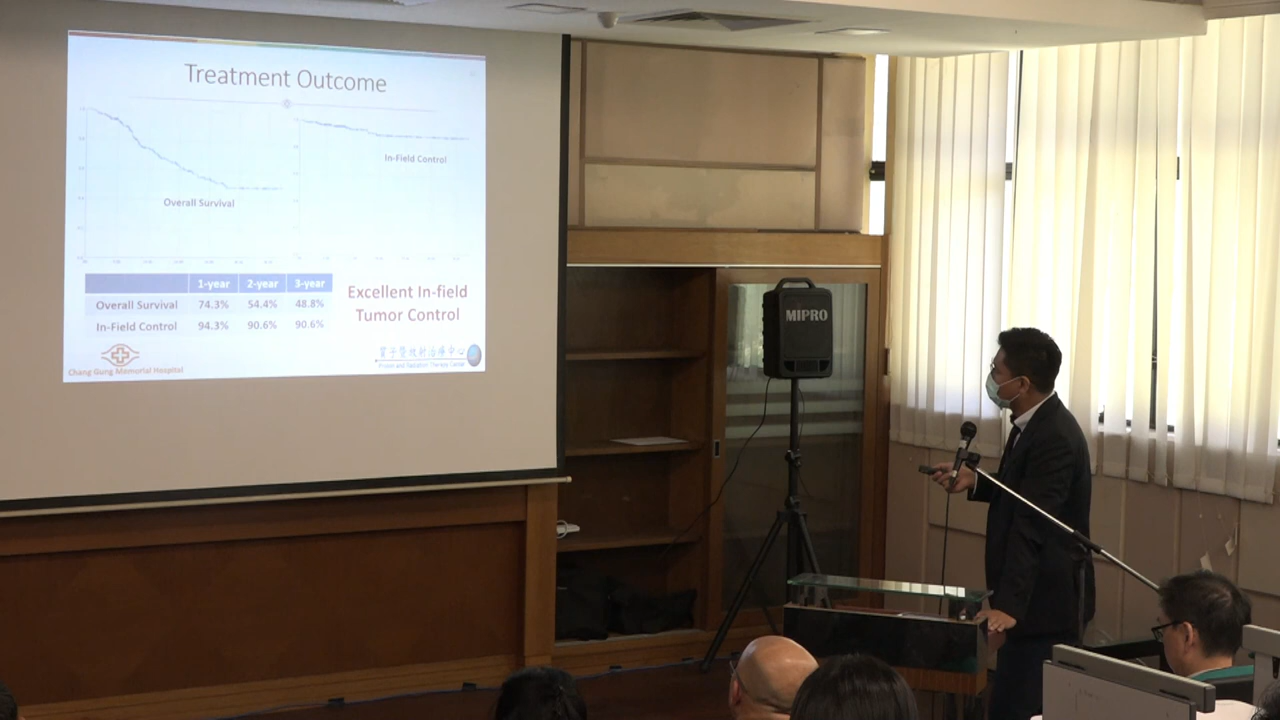 Treatment Outcome
Overall Survival
In-Field Control
1-year 2-year 3-year
Overall Survival 74.3% 54.4% 48.8%
In-Field Control 94.3% 90.6% 90.6%
Excellent In-field
Tumor Control
Chang Gung Memorial Hospital
質子暨放射治療中心
Proton and Radiation Therapy Center
MIPRO